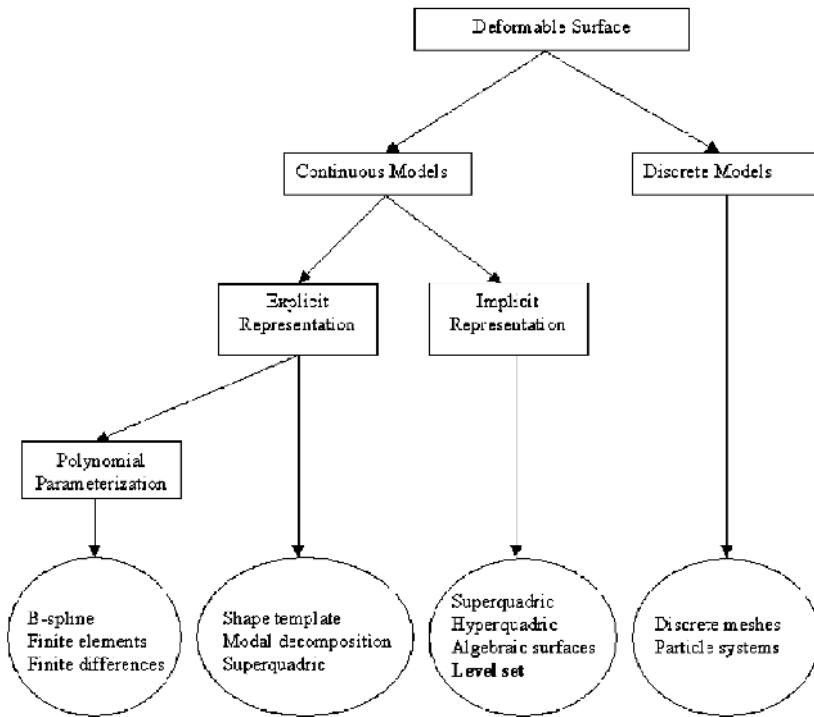 Deformable Surface
Continuous Models
Discrete Models
Explicit
Representation
Implicit
Representation
Polynomial
Parameterization
B-spline
Finite elements
Finite differences
Shape template
Modal decomposition
Superquadric
Superquadric
Hyperquadric
Algebraic surfaces
Level set
Discrete meshes
Particle systems